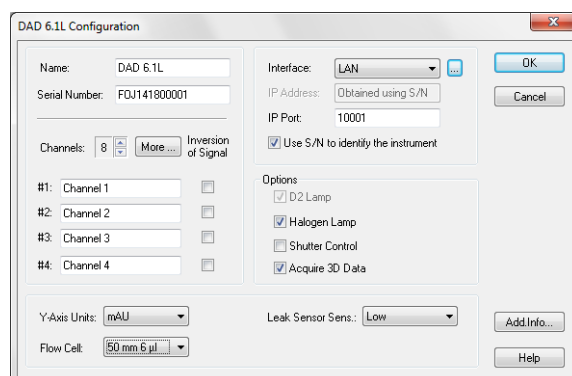 DAD 6.1L Configuration
Name: DAD 6.1L
Serial Number: FOJ141800001
Channels: 8 More ... Inversion of Signal
#1: Channel 1
#2: Channel 2
#3: Channel 3
#4: Channel 4
Interface: LAN ...
IP Address: Obtained using S/N
IP Port: 10001
Use S/N to identify the instrument
Options
D2 Lamp
Halogen Lamp
Shutter Control
Acquire 3D Data
Y-Axis Units: mAU
Flow Cell: 50 mm 6 µl
Leak Sensor Sens.: Low
OK
Cancel
Add.Info...
Help